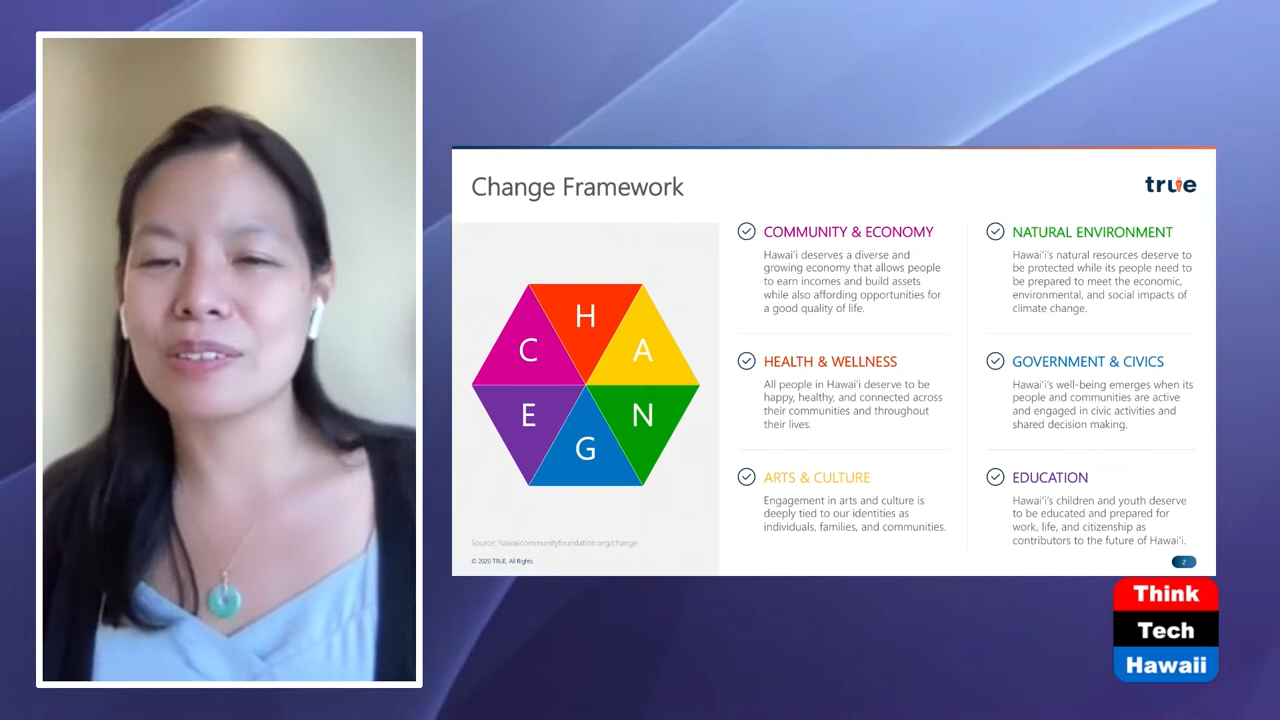 Change Framework
true
C
H
A
E
G
N
COMMUNITY & ECONOMY
Hawai'i deserves a diverse and
growing economy that allows people
to earn incomes and build assets
while also affording opportunities for
a good quality of life.
HEALTH & WELLNESS
All people in Hawai'i deserve to be
happy, healthy, and connected across
their communities and throughout
their lives.
ARTS & CULTURE
Engagement in arts and culture is
deeply tied to our identities as
individuals, families, and communities.
NATURAL ENVIRONMENT
Hawai'i's natural resources deserve to
be protected while its people need to
be prepared to meet the economic,
environmental, and social impacts of
climate change.
GOVERNMENT & CIVICS
Hawai'i's well-being emerges when its
people and communities are active
and engaged in civic activities and
shared decision making.
EDUCATION
Hawai'i's children and youth deserve
to be educated and prepared for
work, life, and citizenship as
contributors to the future of Hawai'i.
Source: hawaiicommunityfoundation.org/change
© 2020 TRUE, All Rights.
2
Think
Tech
Hawaii